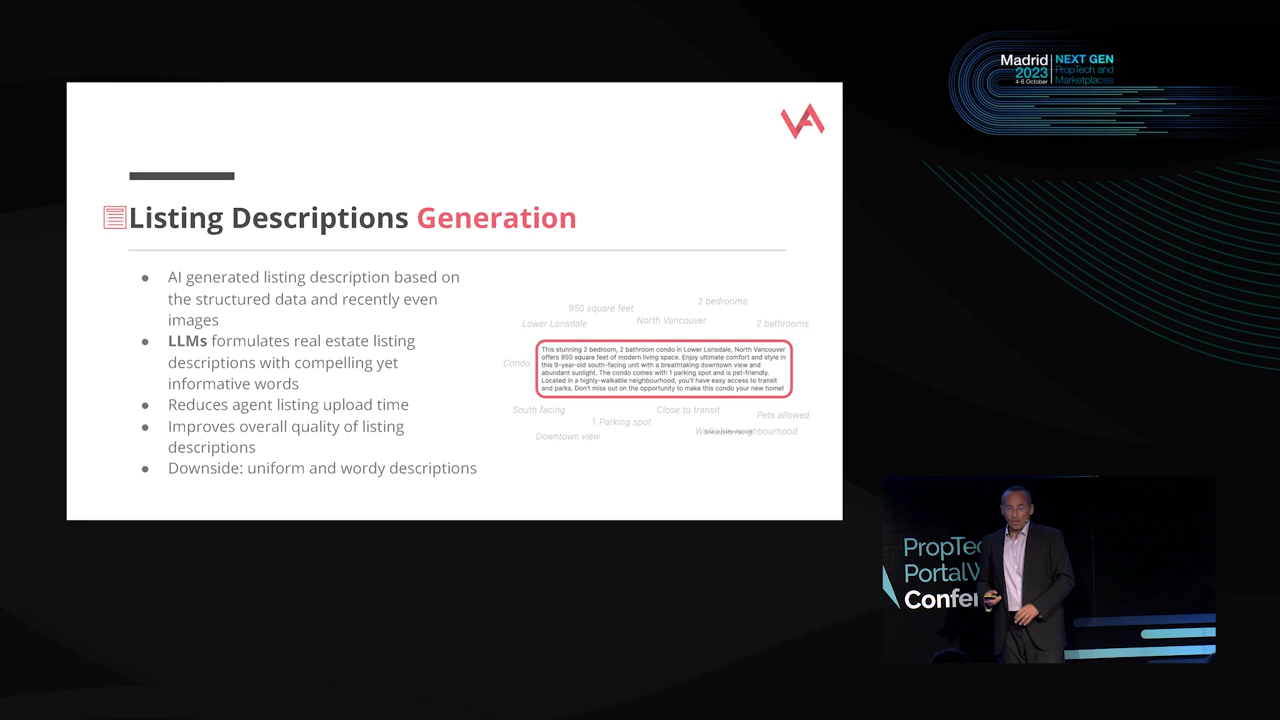 Madrid
2023
4-6 October
NEXT GEN
PropTech and
Marketplaces
Listing Descriptions Generation
● AI generated listing description based on
the structured data and recently even
images
● LLMs formulates real estate listing
descriptions with compelling yet
informative words
● Reduces agent listing upload time
● Improves overall quality of listing
descriptions
● Downside: uniform and wordy descriptions
950 square feet
2 bedrooms
Lower Lonsdale
North Vancouver
2 bathrooms
Condo
This stunning 2 bedroom, 2 bathroom condo in Lower Lonsdale, North Vancouver
offers 950 square feet of modern living space. Enjoy ultimate comfort and style in
this 9-year-old south-facing unit with a breathtaking downtown view and
abundant sunlight. The condo comes with 1 parking spot and is pet-friendly.
Located in a highly-walkable neighbourhood, you'll have easy access to transit
and parks. Don't miss out on the opportunity to make this condo your new home!
South facing
Close to transit
Pets allowed
1 Parking spot
Downtown view
PropTec
PortalW
Confer